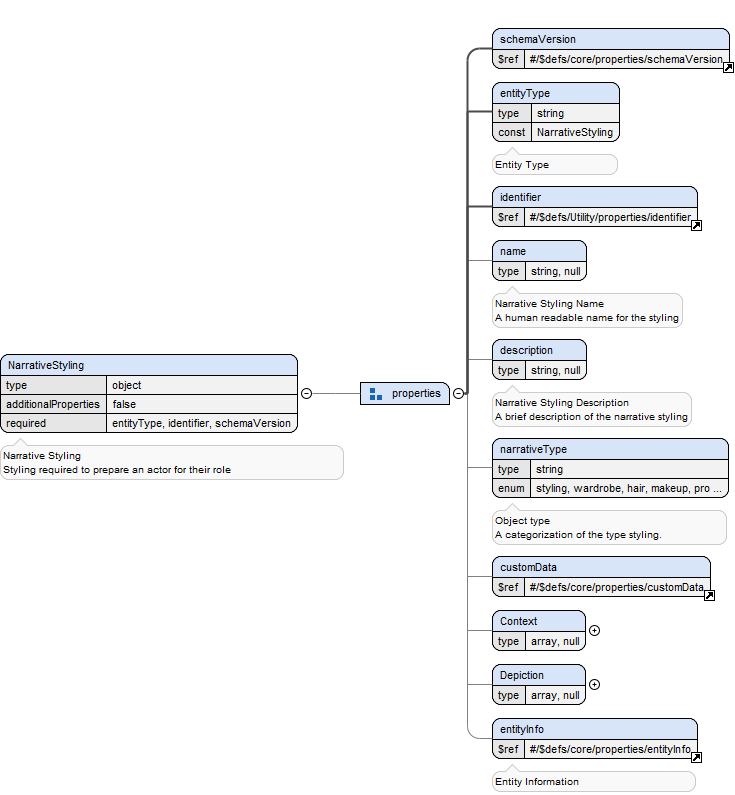 schemaVersion
$ref #/$defs/core/properties/schemaVersion
entityType
type string
const NarrativeStyling
Entity Type
identifier
$ref #/$defs/Utility/properties/identifier
name
type string, null
Narrative Styling Name
A human readable name for the styling
NarrativeStyling
type object
additionalProperties false
required entityType, identifier, schemaVersion
Narrative Styling
Styling required to prepare an actor for their role
properties
description
type string, null
Narrative Styling Description
A brief description of the narrative styling
narrativeType
type string
enum styling, wardrobe, hair, makeup, pro ...
Object type
A categorization of the type styling.
customData
$ref #/$defs/core/properties/customData
Context
type array, null
Depiction
type array, null
entityInfo
$ref #/$defs/core/properties/entityInfo
Entity Information